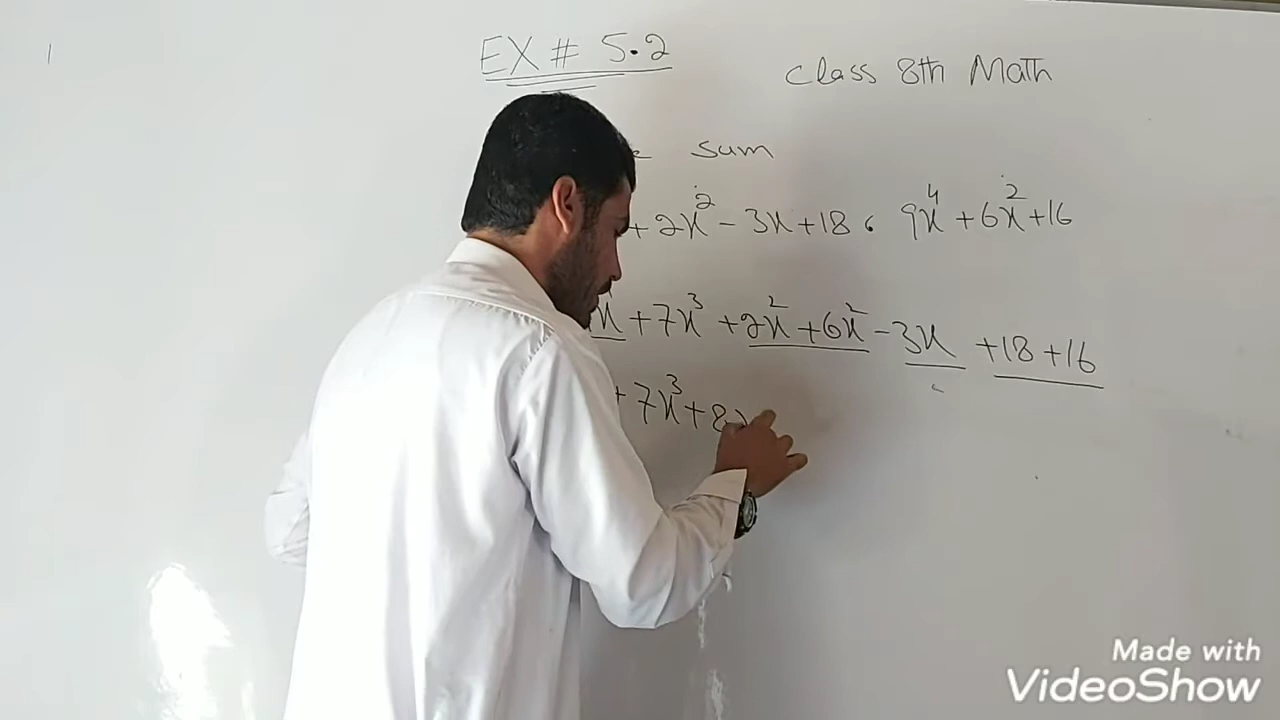 EX # 5.2
Class 8th Math
sum
+ 2x² - 3x + 18 , 9x⁴ + 6x² + 16
+ 7x³ + 2x² + 6x² - 3x + 18 + 16
+ 7x³ + 8x
Made with
VideoShow